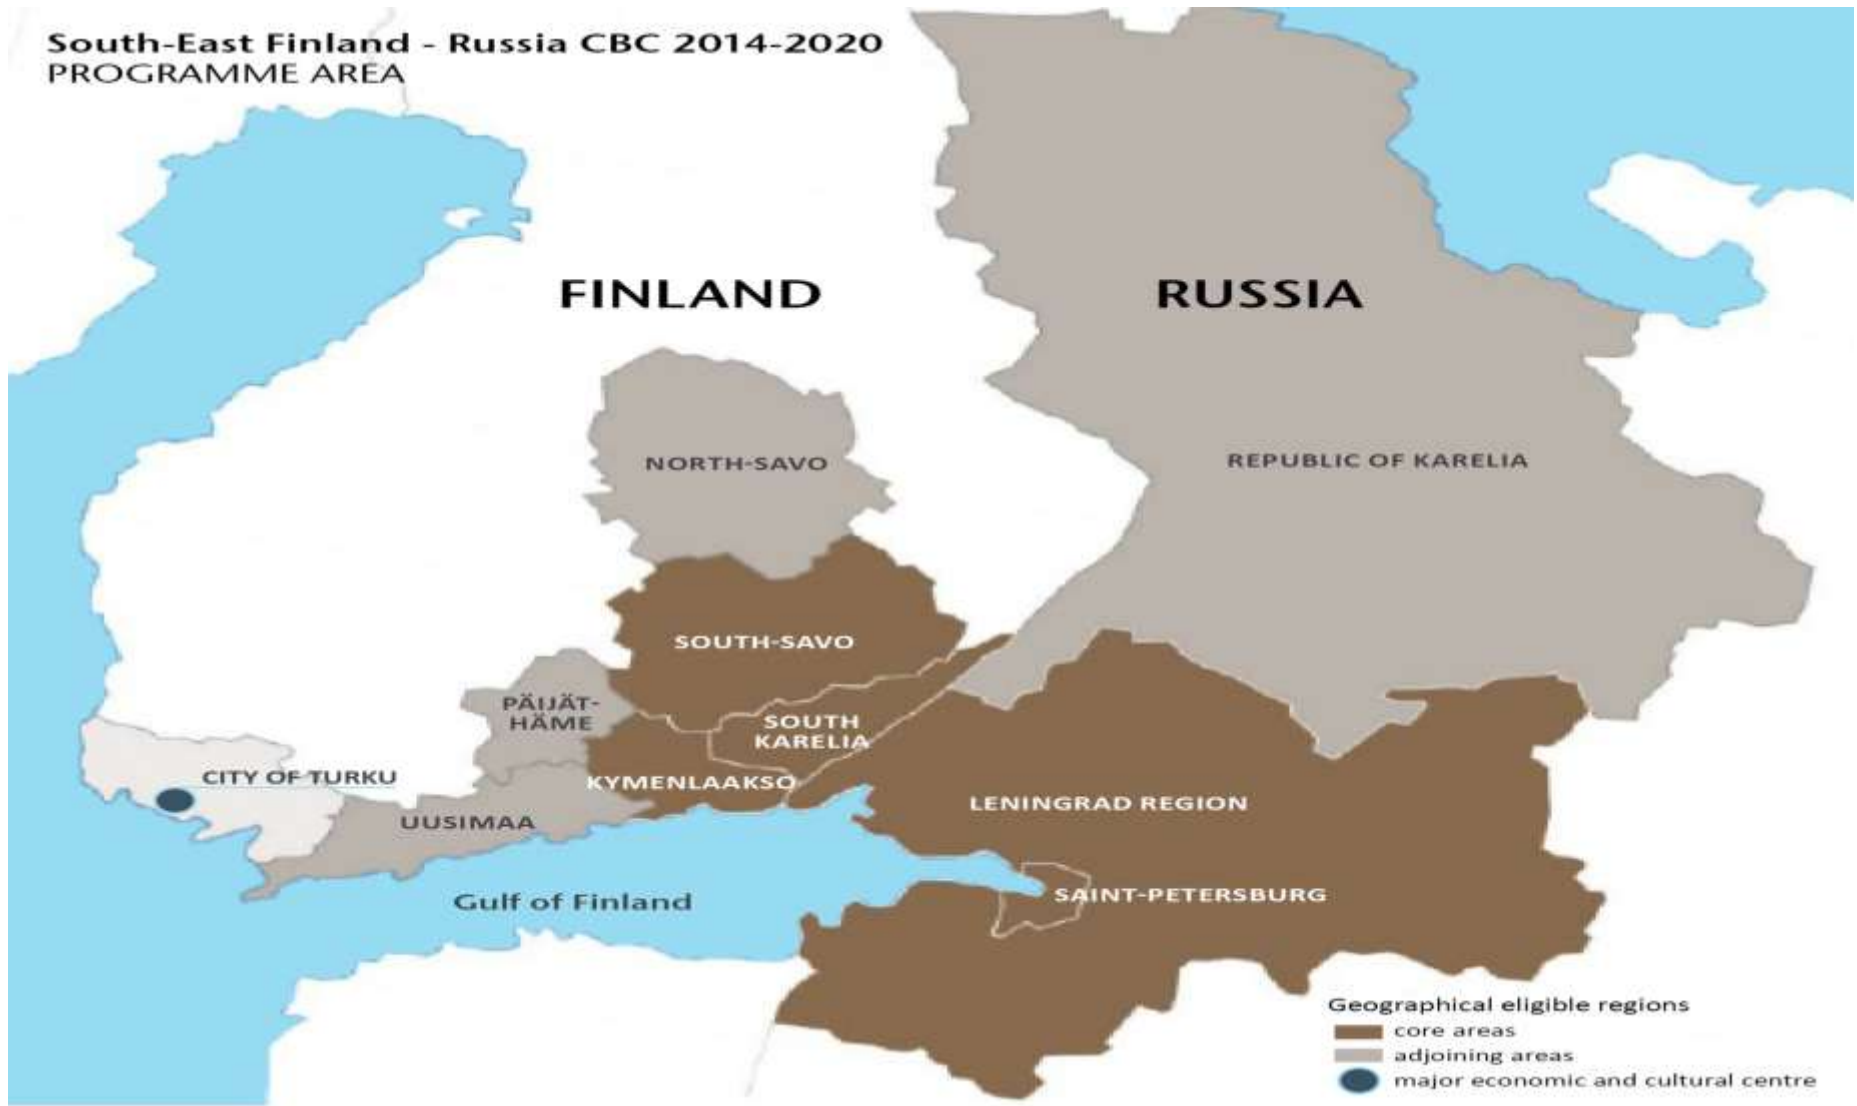 South-East Finland - Russia CBC 2014-2020
PROGRAMME AREA
FINLAND
RUSSIA
NORTH-SAVO
REPUBLIC OF KARELIA
SOUTH-SAVO
PÄIJÄT-
HÄME
SOUTH
KARELIA
CITY OF TURKU
KYMENLAAKSO
LENINGRAD REGION
UUSIMAA
Gulf of Finland
SAINT-PETERSBURG
Geographical eligible regions
core areas
adjoining areas
major economic and cultural centre